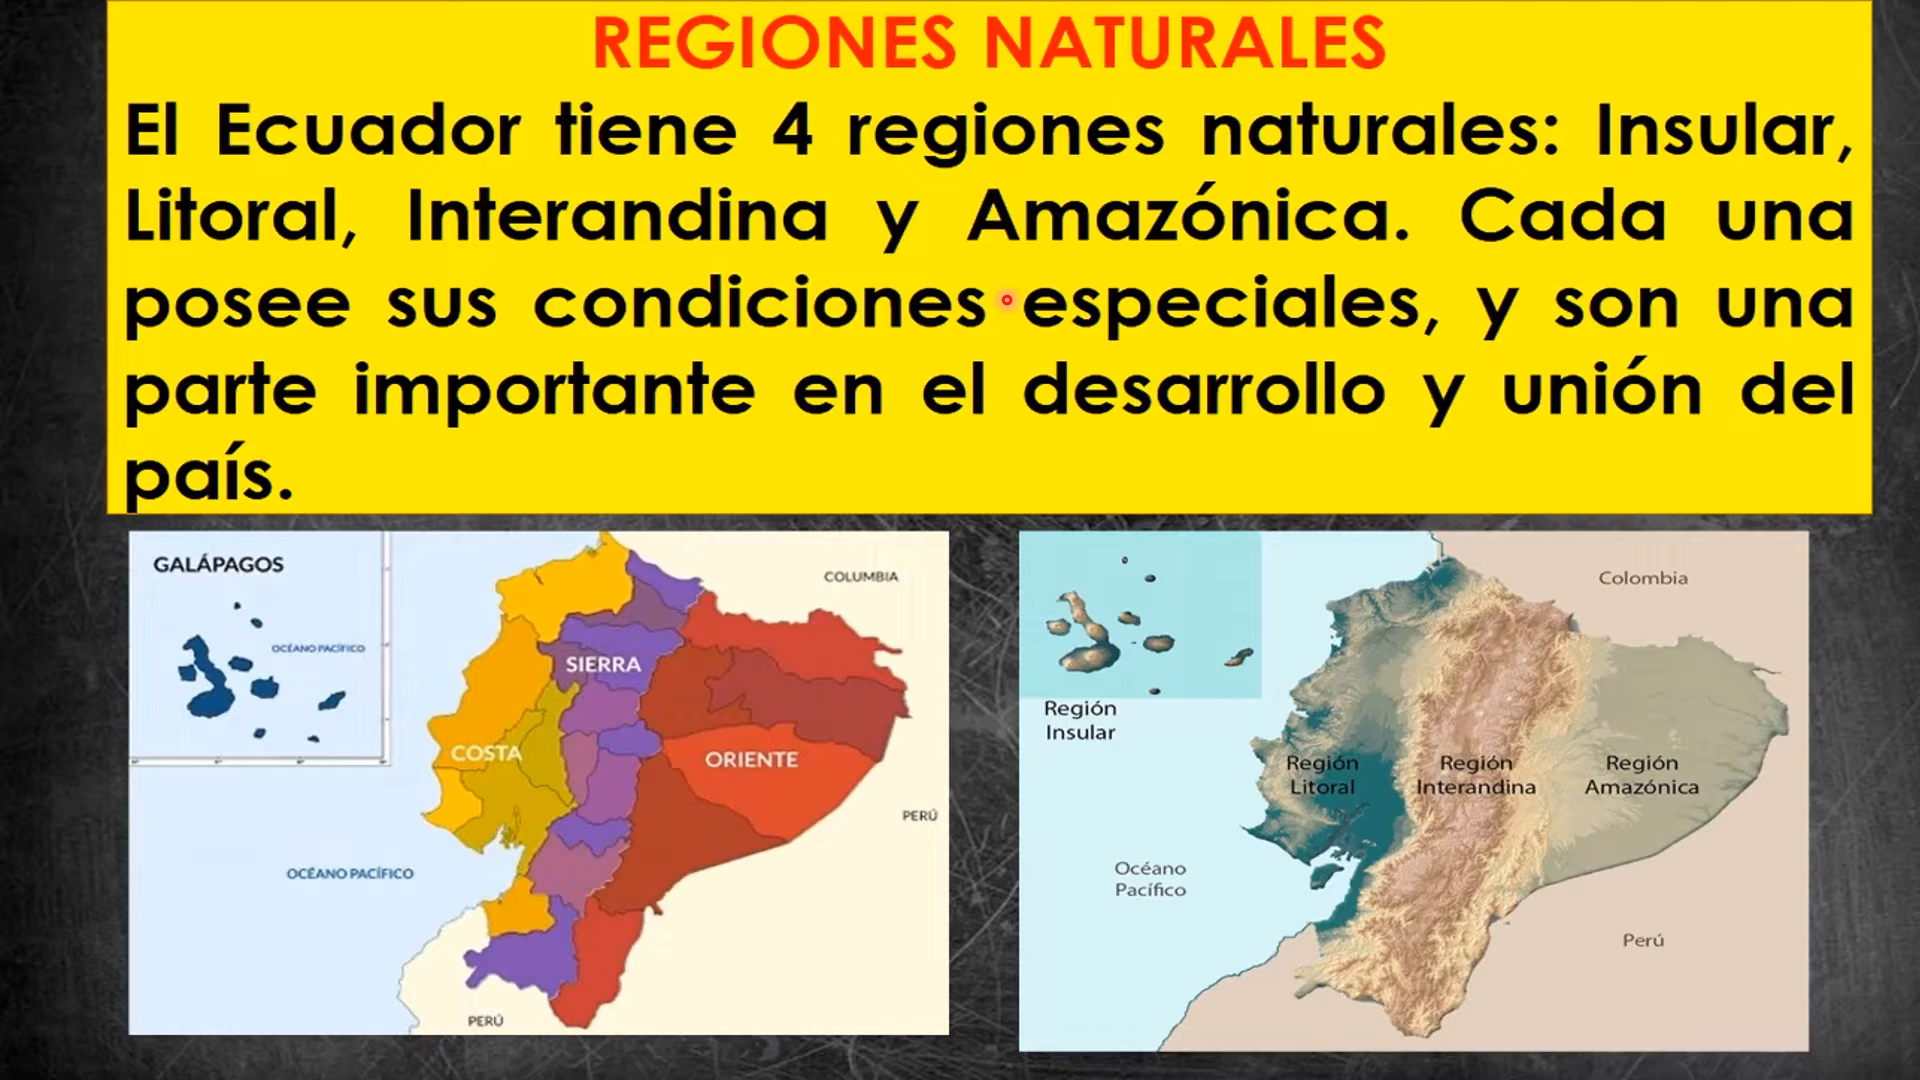 REGIONES NATURALES
El Ecuador tiene 4 regiones naturales: Insular,
Litoral, Interandina y Amazónica. Cada una
posee sus condiciones especiales, y son una
parte importante en el desarrollo y unión del
país.
GALÁPAGOS
OCÉANO PACÍFICO
COLUMBIA
SIERRA
COSTA
ORIENTE
PERÚ
OCÉANO PACÍFICO
PERÚ
Colombia
Región
Insular
Región
Litoral
Región
Interandina
Región
Amazónica
Océano
Pacífico
Perú